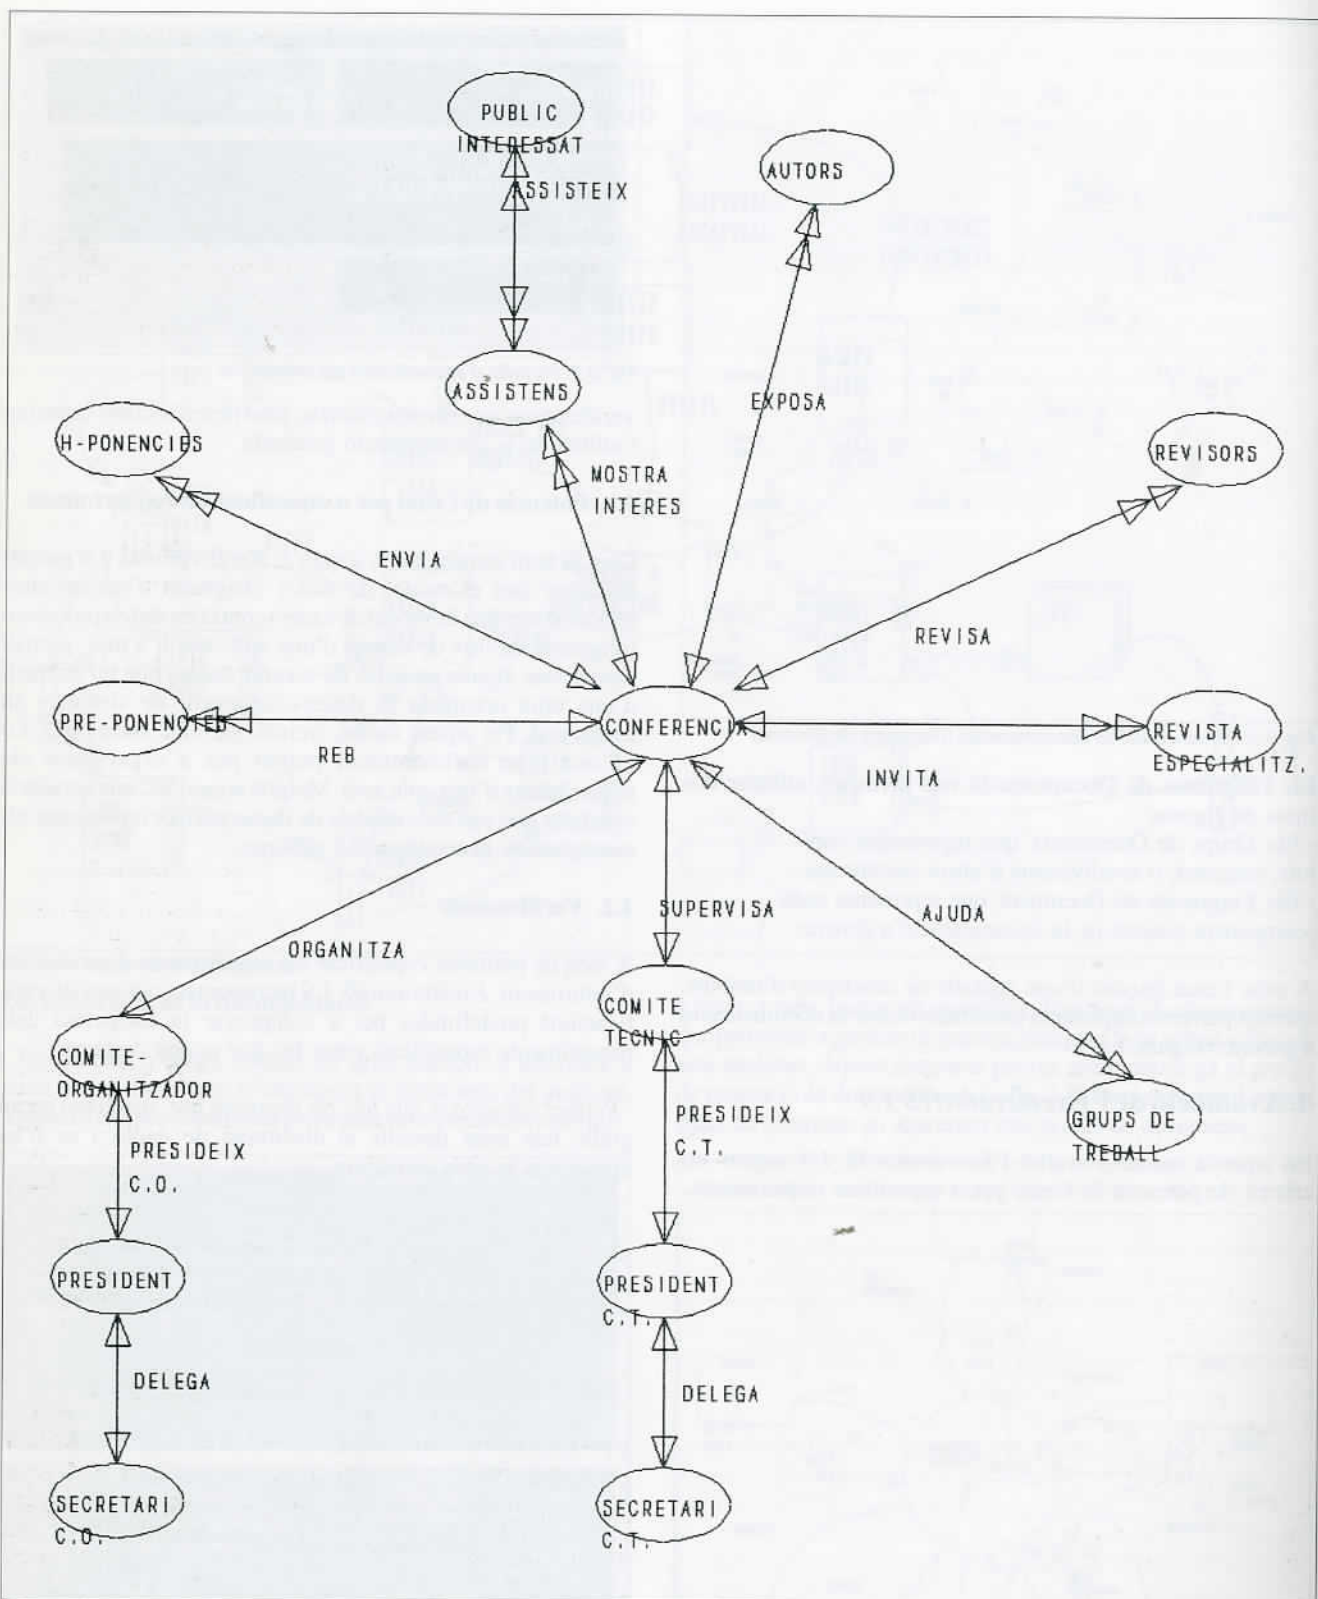 PUBLIC
INTERESSAT
ASSISTEIX
AUTORS
ASSISTENS
EXPOSA
H-PONENCIES
MOSTRA
INTERES
REVISORS
ENVIA
REVISA
PRE-PONENCIES
CONFERENCIA
REVISTA
ESPECIALITZ.
REB
INVITA
SUPERVISA
AJUDA
ORGANITZA
COMITE
TECNIC
COMITE-
ORGANITZADOR
PRESIDEIX
C.T.
GRUPS DE
TREBALL
PRESIDEIX
C.O.
PRESIDENT
PRESIDENT
C.T.
DELEGA
DELEGA
SECRETARI
C.O.
SECRETARI
C.T.